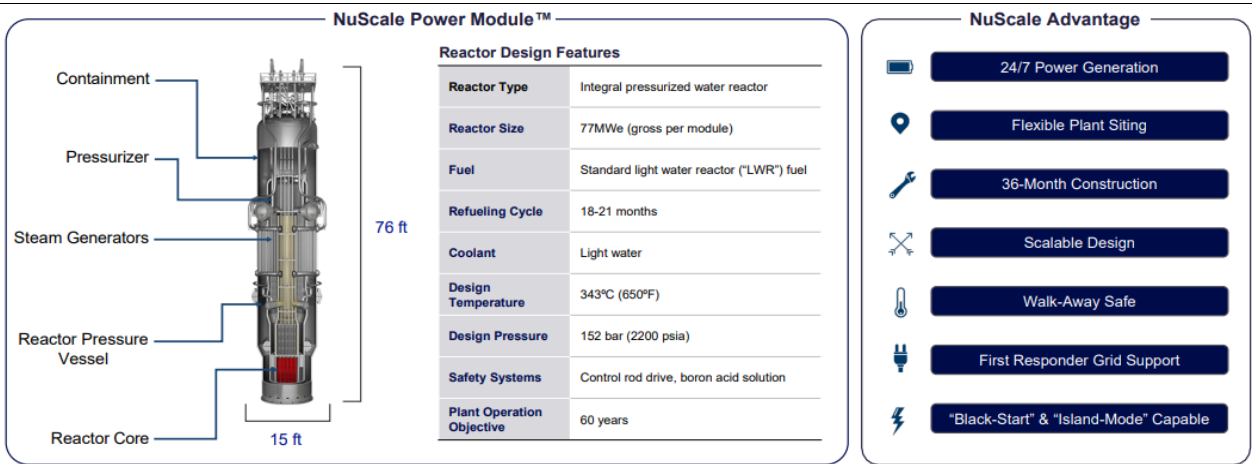 NuScale Power Module™
Containment
Pressurizer
Steam Generators
Reactor Pressure
Vessel
Reactor Core
76 ft
15 ft
Reactor Design Features
Reactor Type Integral pressurized water reactor
Reactor Size 77MWe (gross per module)
Fuel Standard light water reactor (“LWR”) fuel
Refueling Cycle 18-21 months
Coolant Light water
Design
Temperature 343ºC (650ºF)
Design Pressure 152 bar (2200 psia)
Safety Systems Control rod drive, boron acid solution
Plant Operation
Objective 60 years
NuScale Advantage
24/7 Power Generation
Flexible Plant Siting
36-Month Construction
Scalable Design
Walk-Away Safe
First Responder Grid Support
“Black-Start” & “Island-Mode” Capable